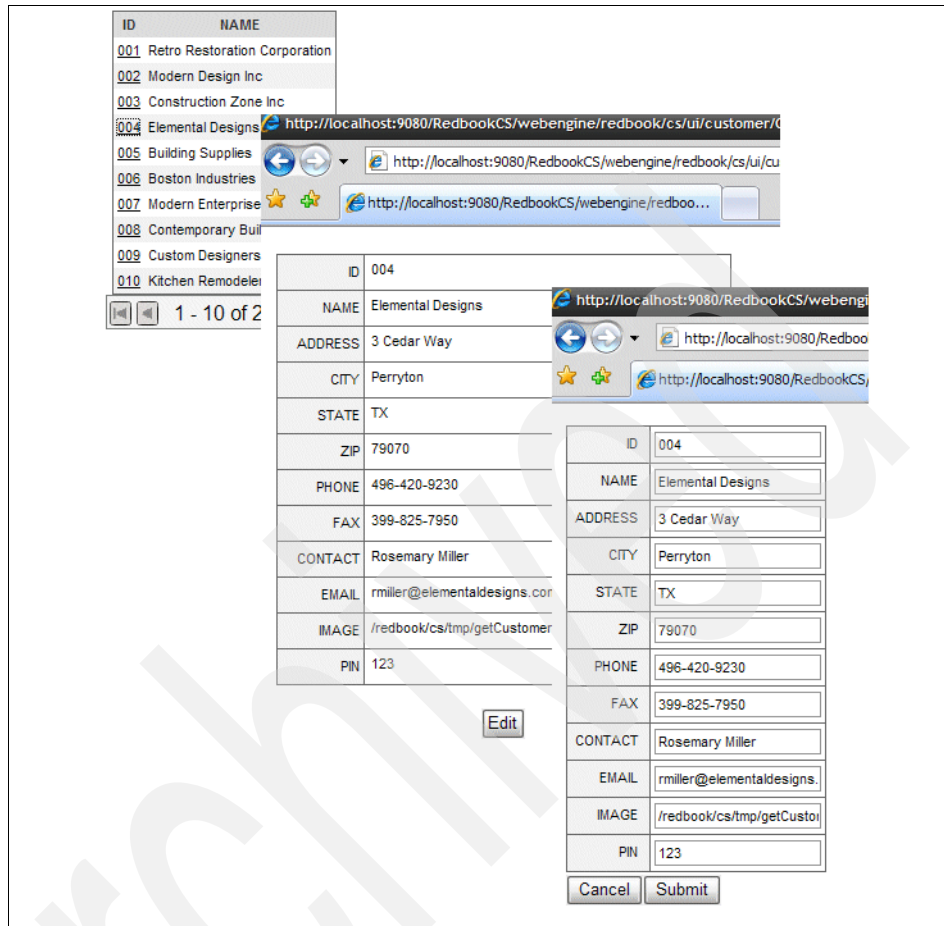 ID NAME
001 Retro Restoration Corporation
002 Modern Design Inc
003 Construction Zone Inc
004 Elemental Designs
005 Building Supplies
006 Boston Industries
007 Modern Enterprise
008 Contemporary Buil
009 Custom Designers
010 Kitchen Remodeler
1 - 10 of 2
http://localhost:9080/RedbookCS/webengine/redbook/cs/ui/customer/
http://localhost:9080/RedbookCS/webengine/redbook/cs/ui/cu
http://localhost:9080/RedbookCS/webengine/redboo...
ID 004
NAME Elemental Designs
ADDRESS 3 Cedar Way
CITY Perryton
STATE TX
ZIP 79070
PHONE 496-420-9230
FAX 399-825-7950
CONTACT Rosemary Miller
EMAIL rmiller@elementaldesigns.cor
IMAGE /redbook/cs/tmp/getCustomer
PIN 123
Edit
http://localhost:9080/RedbookCS/webengi
http://localhost:9080/Redboo
http://localhost:9080/RedbookCS/
ID 004
NAME Elemental Designs
ADDRESS 3 Cedar Way
CITY Perryton
STATE TX
ZIP 79070
PHONE 496-420-9230
FAX 399-825-7950
CONTACT Rosemary Miller
EMAIL rmiller@elementaldesigns.
IMAGE /redbook/cs/tmp/getCustor
PIN 123
Cancel Submit
archived